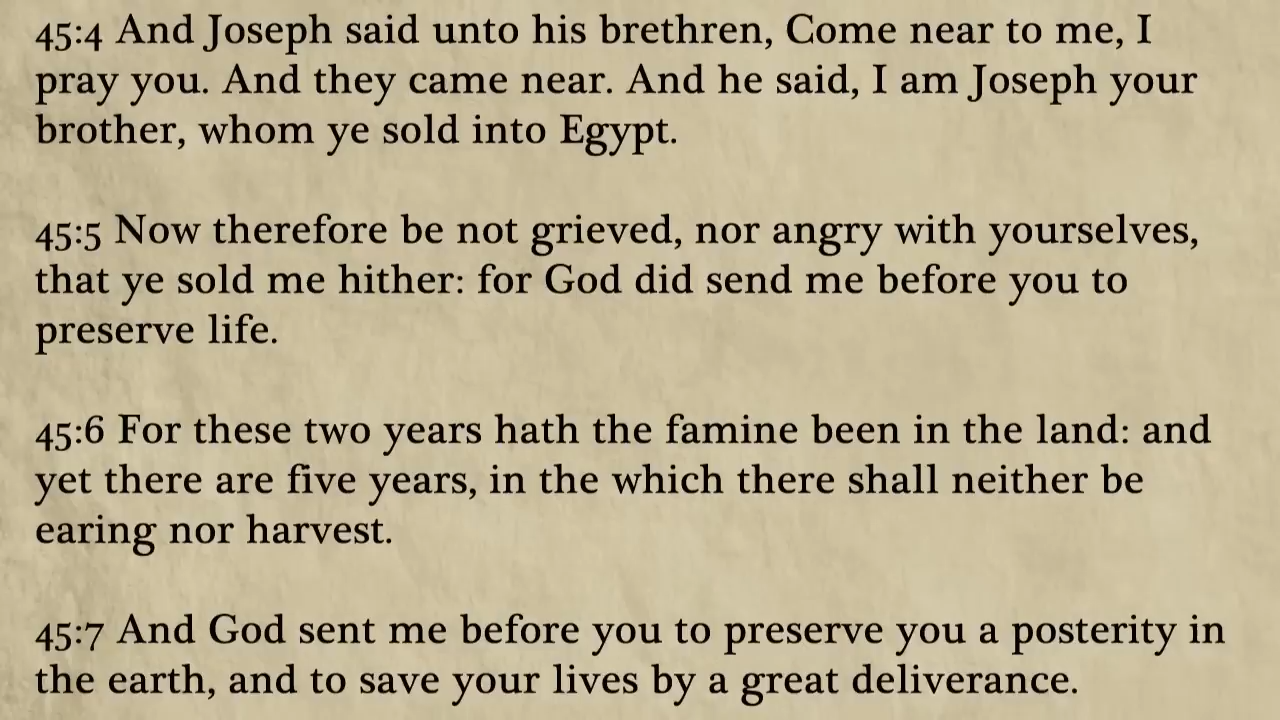 45:4 And Joseph said unto his brethren, Come near to me, I
pray you. And they came near. And he said, I am Joseph your
brother, whom ye sold into Egypt.
45:5 Now therefore be not grieved, nor angry with yourselves,
that ye sold me hither: for God did send me before you to
preserve life.
45:6 For these two years hath the famine been in the land: and
yet there are five years, in the which there shall neither be
earing nor harvest.
45:7 And God sent me before you to preserve you a posterity in
the earth, and to save your lives by a great deliverance.